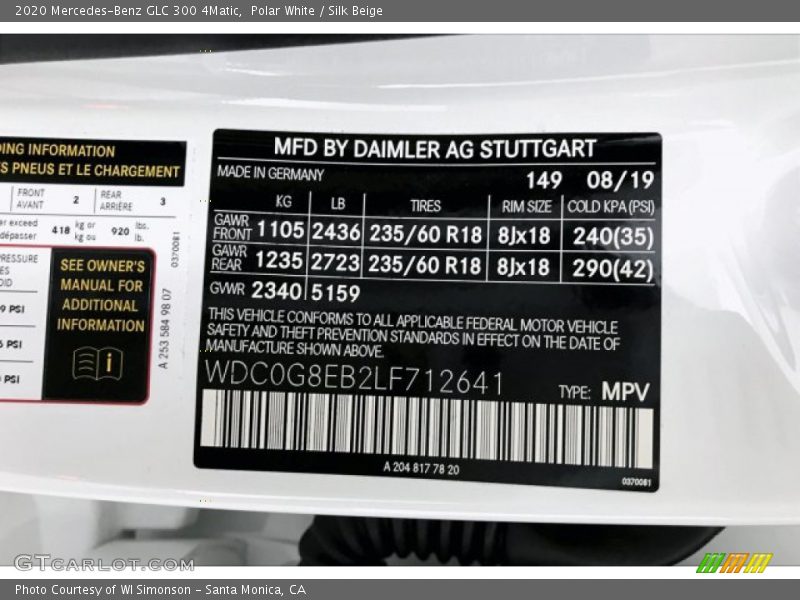 2020 Mercedes-Benz GLC 300 4Matic, Polar White / Silk Beige
DING INFORMATION
S PNEUS ET LE CHARGEMENT
FRONT AVANT 2 REAR ARRIÈRE 3
er exceed dépasser 418 kg or kg ou 920 lbs. lb.
0370081
PRESSURE
SEE OWNER'S
MANUAL FOR
ADDITIONAL
INFORMATION
9 PSI
PSI
PSI
A 253 584 98 07
MFD BY DAIMLER AG STUTTGART
MADE IN GERMANY 149 08/19
KG LB TIRES RIM SIZE COLD KPA (PSI)
GAWR FRONT 1105 2436 235/60 R18 8Jx18 240(35)
GAWR REAR 1235 2723 235/60 R18 8Jx18 290(42)
GVWR 2340 5159
THIS VEHICLE CONFORMS TO ALL APPLICABLE FEDERAL MOTOR VEHICLE
SAFETY AND THEFT PREVENTION STANDARDS IN EFFECT ON THE DATE OF
MANUFACTURE SHOWN ABOVE.
WDC0G8EB2LF712641
TYPE: MPV
A 204 817 78 20
0370081
GTCARLOT.COM
Photo Courtesy of WI Simonson - Santa Monica, CA